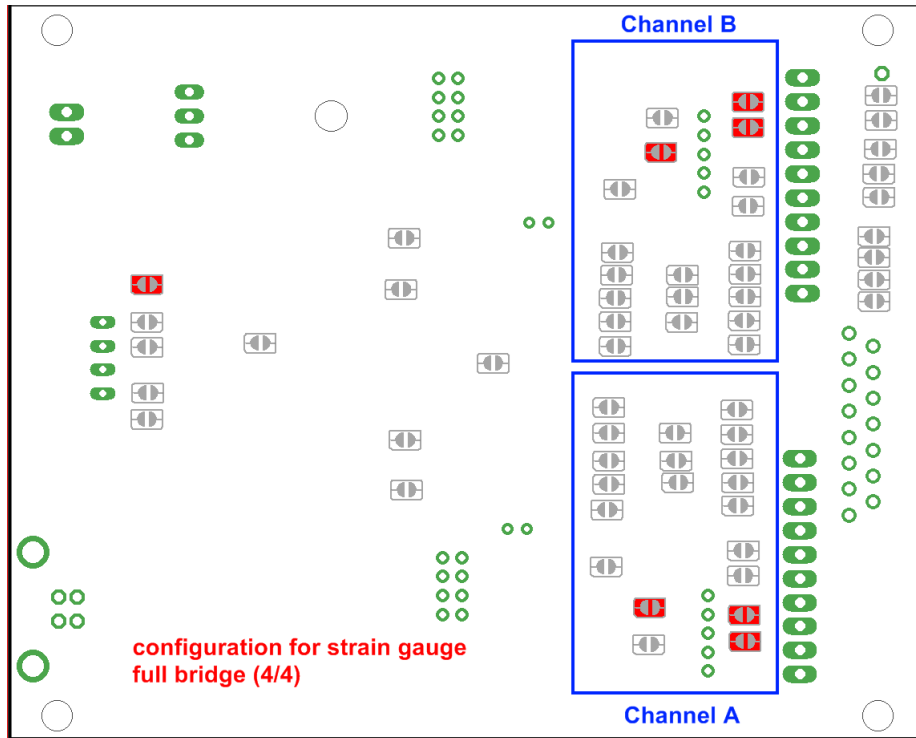 Channel B
configuration for strain gauge
full bridge (4/4)
Channel A